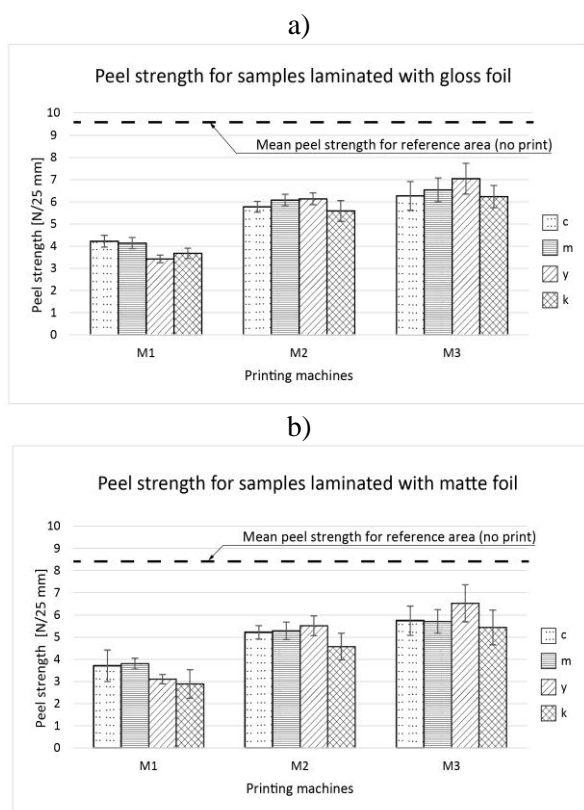 a)
Peel strength for samples laminated with gloss foil
10
9
8
7
6
5
4
3
2
1
0
Peel strength [N/25 mm]
Mean peel strength for reference area (no print)
c
m
y
k
M1 M2 M3
Printing machines
b)
Peel strength for samples laminated with matte foil
10
9
8
7
6
5
4
3
2
1
0
Peel strength [N/25 mm]
Mean peel strength for reference area (no print)
c
m
y
k
M1 M2 M3
Printing machines